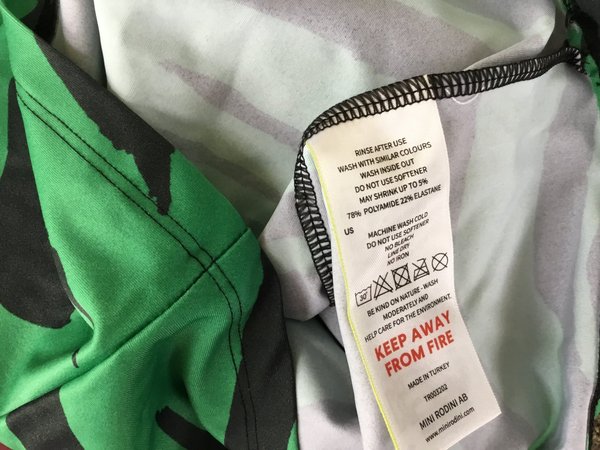 RINSE AFTER USE
WASH WITH SIMILAR COLOURS
WASH INSIDE OUT
DO NOT USE SOFTENER
MAY SHRINK UP TO 5%
78% POLYAMIDE 22% ELASTANE
US
MACHINE WASH COLD
DO NOT USE SOFTENER
NO BLEACH
LINE DRY
NO IRON
30°
BE KIND ON NATURE - WASH
MODERATELY AND
HELP CARE FOR THE ENVIRONMENT.
KEEP AWAY
FROM FIRE
MADE IN TURKEY
TR003202
MINI RODINI AB
www.minirodini.com